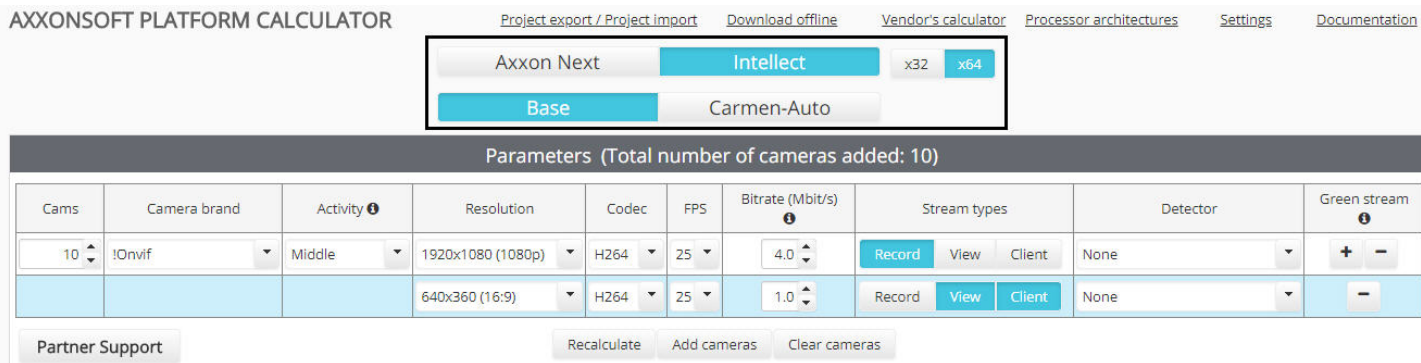 AXXONSOFT PLATFORM CALCULATOR Project export / Project import Download offline Vendor's calculator Processor architectures Settings Documentation
Axxon Next Intellect x32 x64
Base Carmen-Auto
Parameters (Total number of cameras added: 10)
Cams Camera brand Activity Resolution Codec FPS Bitrate (Mbit/s) Stream types Detector Green stream
10 !Onvif Middle 1920x1080 (1080p) H264 25 4.0 Record View Client None + −
640x360 (16:9) H264 25 1.0 Record View Client None −
Partner Support Recalculate Add cameras Clear cameras